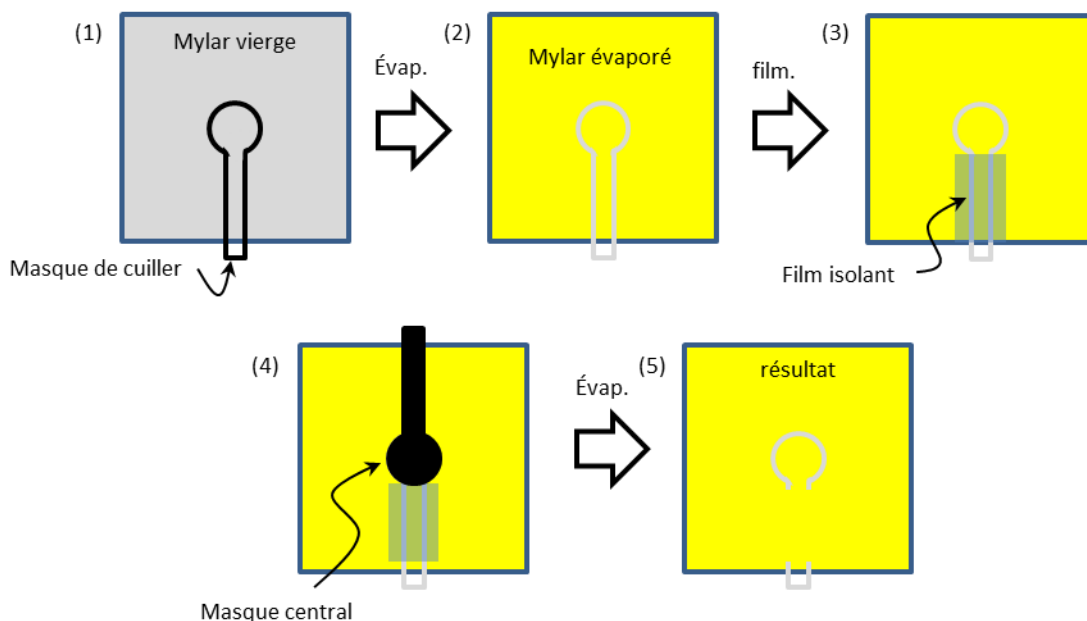 (1)
Mylar vierge
Évap.
(2)
Mylar évaporé
film.
(3)
Masque de cuiller
Film isolant
(4)
Évap.
(5)
résultat
Masque central